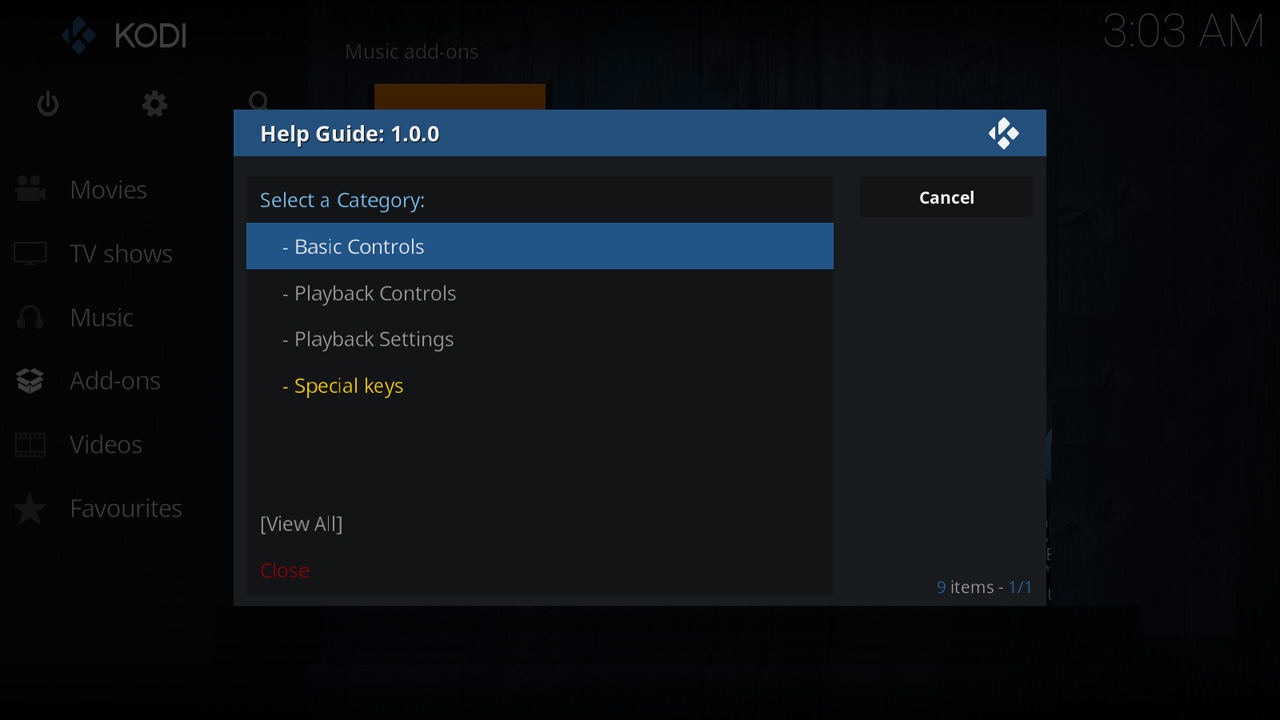 KODI
3:03 AM
Music add-ons
Movies
TV shows
Music
Add-ons
Videos
Favourites
Help Guide: 1.0.0
Select a Category:
- Basic Controls
- Playback Controls
- Playback Settings
- Special keys
[View All]
Close
Cancel
9 items - 1/1